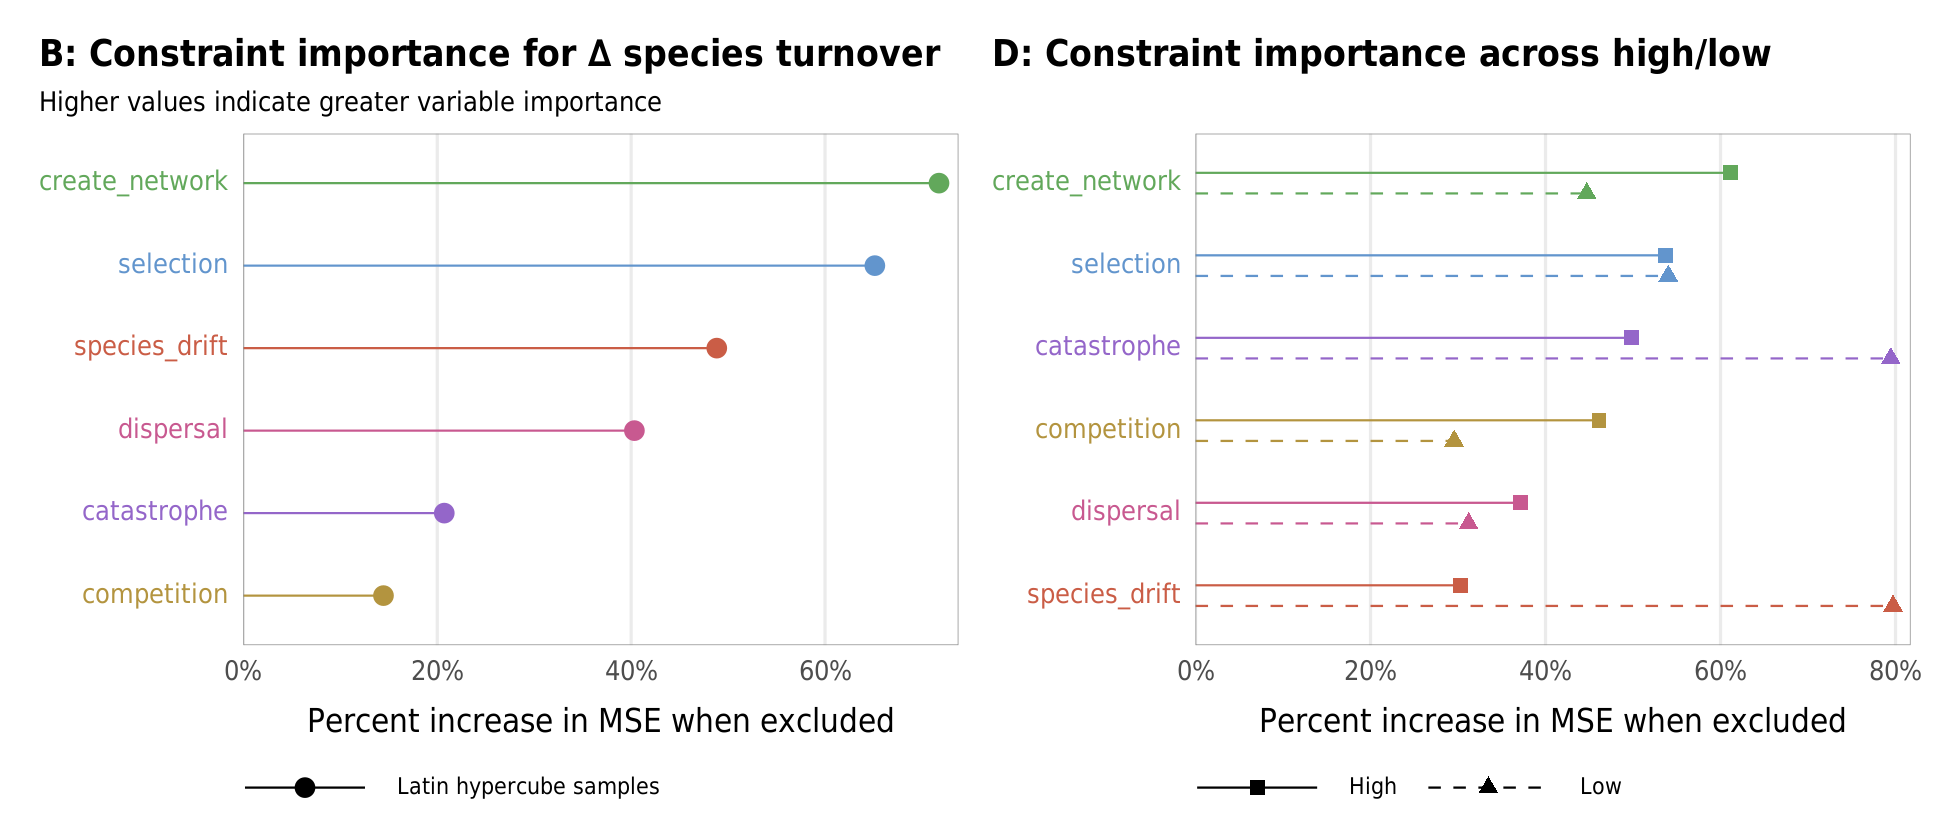 B: Constraint importance for Δ species turnover
Higher values indicate greater variable importance
create_network
selection
species_drift
dispersal
catastrophe
competition
0% 20% 40% 60%
Percent increase in MSE when excluded
Latin hypercube samples
D: Constraint importance across high/low
create_network
selection
catastrophe
competition
dispersal
species_drift
0% 20% 40% 60% 80%
Percent increase in MSE when excluded
High Low